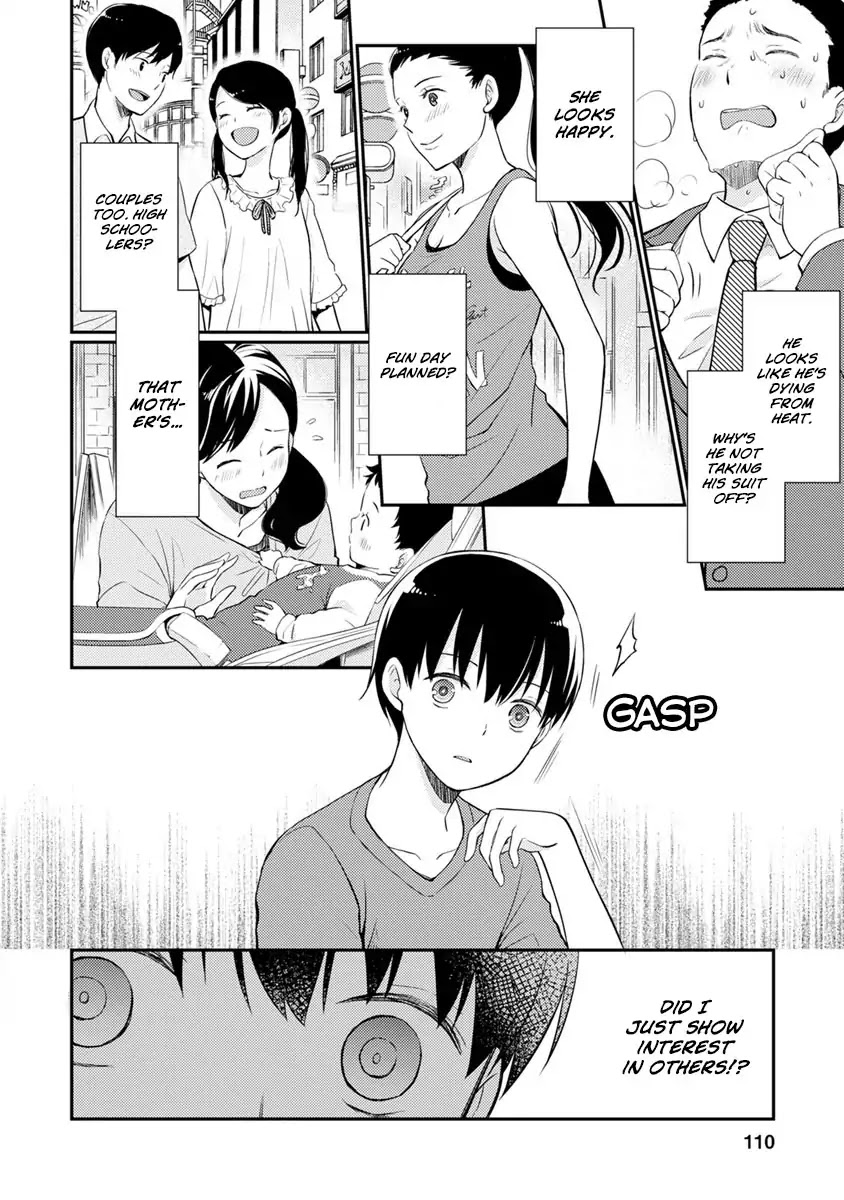 HE
LOOKS
LIKE HE'S
DYING
FROM
HEAT.
WHY'S
HE NOT
TAKING
HIS SUIT
OFF?
SHE
LOOKS
HAPPY.
FUN DAY
PLANNED?
COUPLES
TOO. HIGH
SCHOO-
LERS?
THAT
MOTH-
ER'S...
GASP
DID I
JUST SHOW
INTEREST
IN OTHERS!?
110